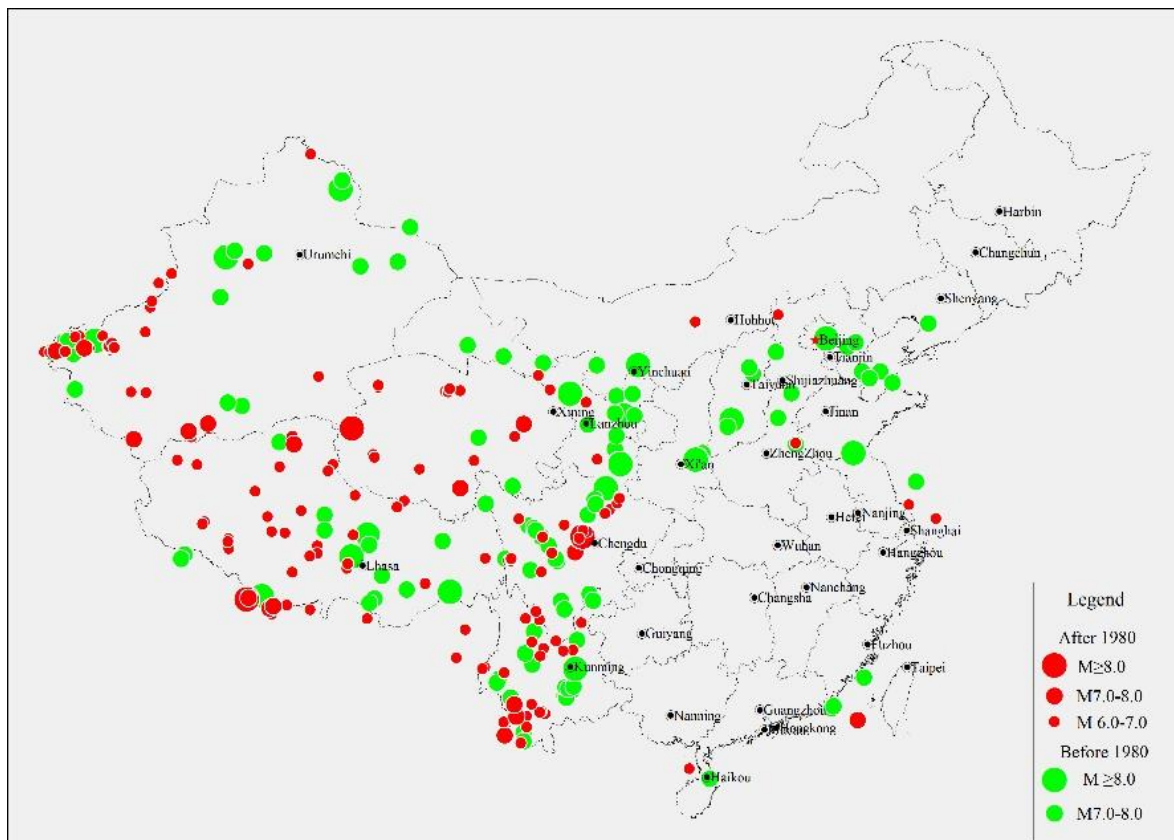 Harbin
Changchun
Urumchi
Shenyang
Hohhot
Beijing
Tianjin
Yinchuan
Shijiazhuang
Taiyuan
Xining
Jinan
Lanzhou
ZhengZhou
Xi'an
Hefei
Nanjing
Shanghai
Chengdu
Wuhan
Hangzhou
Lhasa
Chongqing
Nanchang
Changsha
Legend
Guiyang
After 1980
Fuzhou
M≥8.0
Kunming
Taipei
M7.0-8.0
Guangzhou
M 6.0-7.0
Nanning
Hongkong
Before 1980
Haikou
M ≥8.0
M7.0-8.0